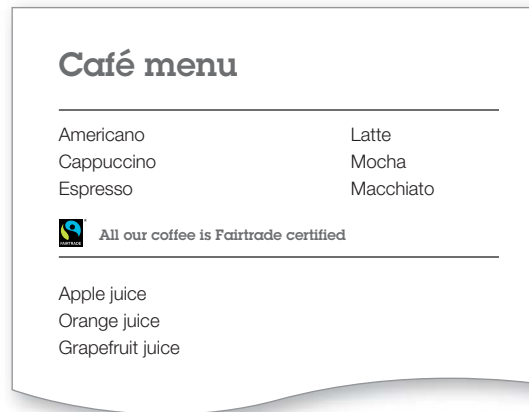 Café menu
Americano
Cappuccino
Espresso
Latte
Mocha
Macchiato
FAIRTRADE
All our coffee is Fairtrade certified
Apple juice
Orange juice
Grapefruit juice